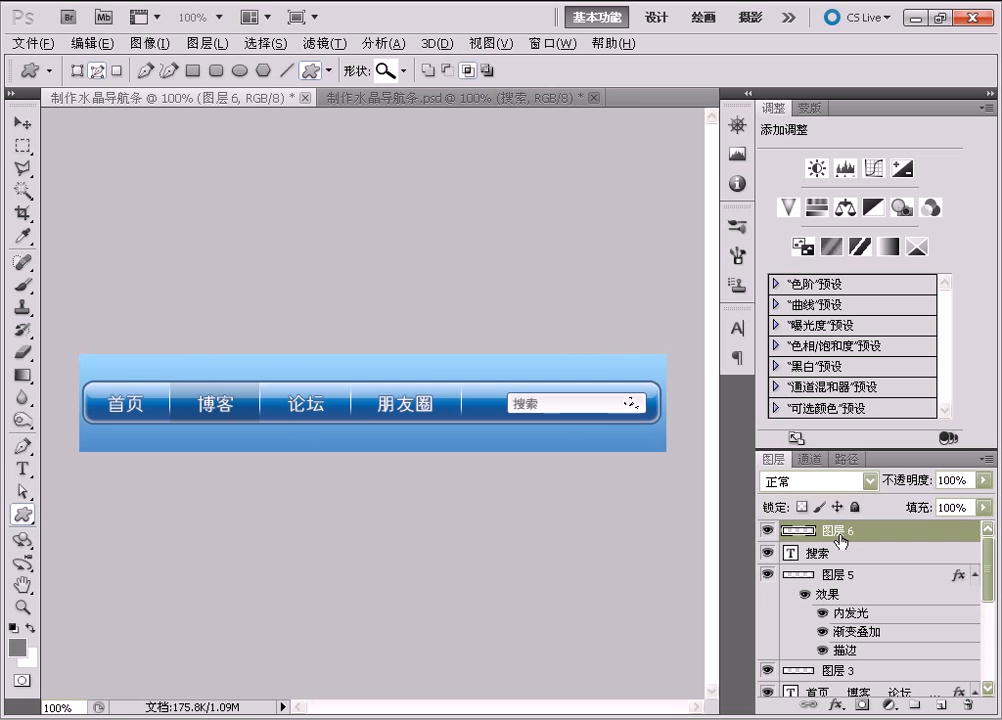 Ps Br Mb 100% 基本功能 设计 绘画 摄影 CS Live
文件(F) 编辑(E) 图像(I) 图层(L) 选择(S) 滤镜(T) 分析(A) 3D(D) 视图(V) 窗口(W) 帮助(H)
形状:
制作水晶导航条 @ 100% (图层 6, RGB/8) * 制作水晶导航条.psd @ 100% (搜索, RGB/8) *
调整 蒙版
添加调整
"色阶"预设
"曲线"预设
"曝光度"预设
"色相/饱和度"预设
"黑白"预设
"通道混和器"预设
"可选颜色"预设
首页 博客 论坛 朋友圈 搜索
图层 通道 路径
正常 不透明度: 100%
锁定: 填充: 100%
图层 6
T 搜索
图层 5 fx
效果
内发光
渐变叠加
描边
图层 3
T 首页 博客 论坛 ... fx
100% 文档:175.8K/1.09M